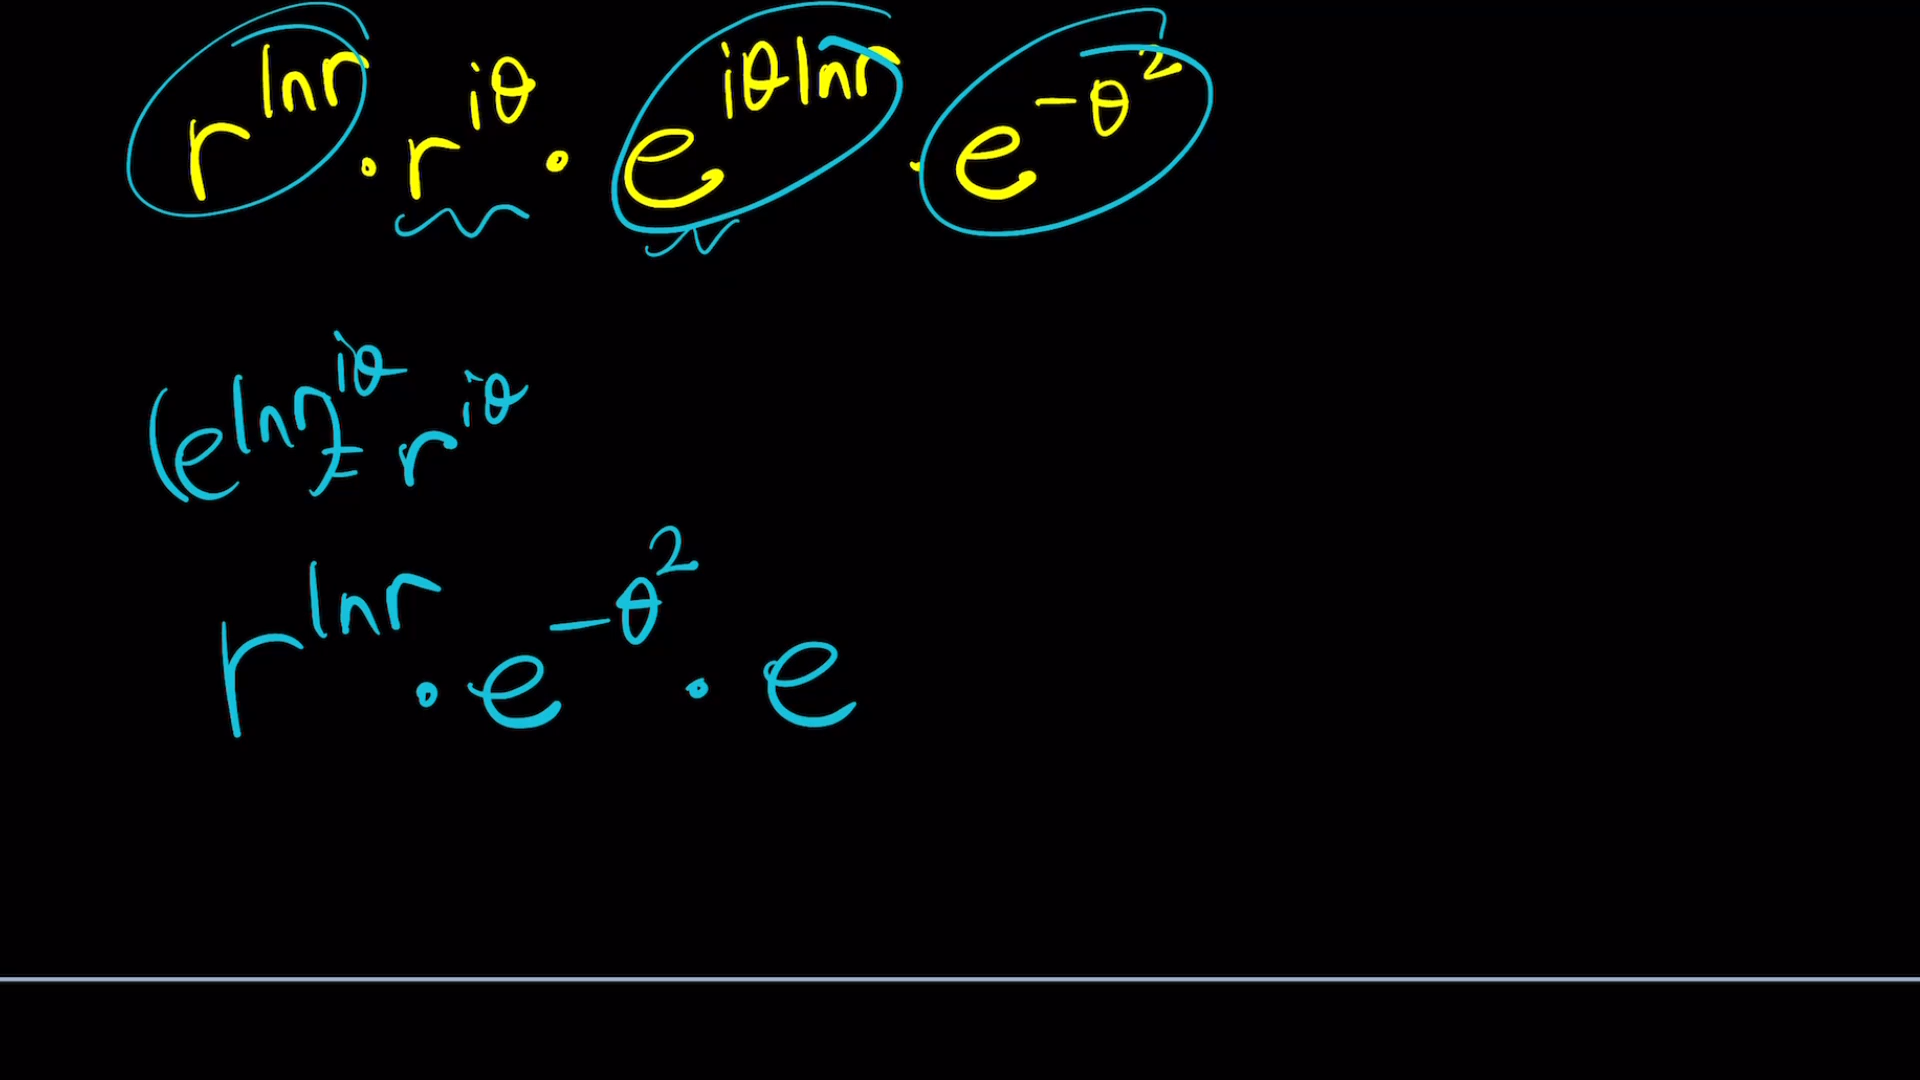 r^{ln r} · r^{iθ} · e^{iθ ln r} · e^{-θ^2}
(e^{ln r})^{iθ} = r^{iθ}
r^{ln r} · e^{-θ^2} · e